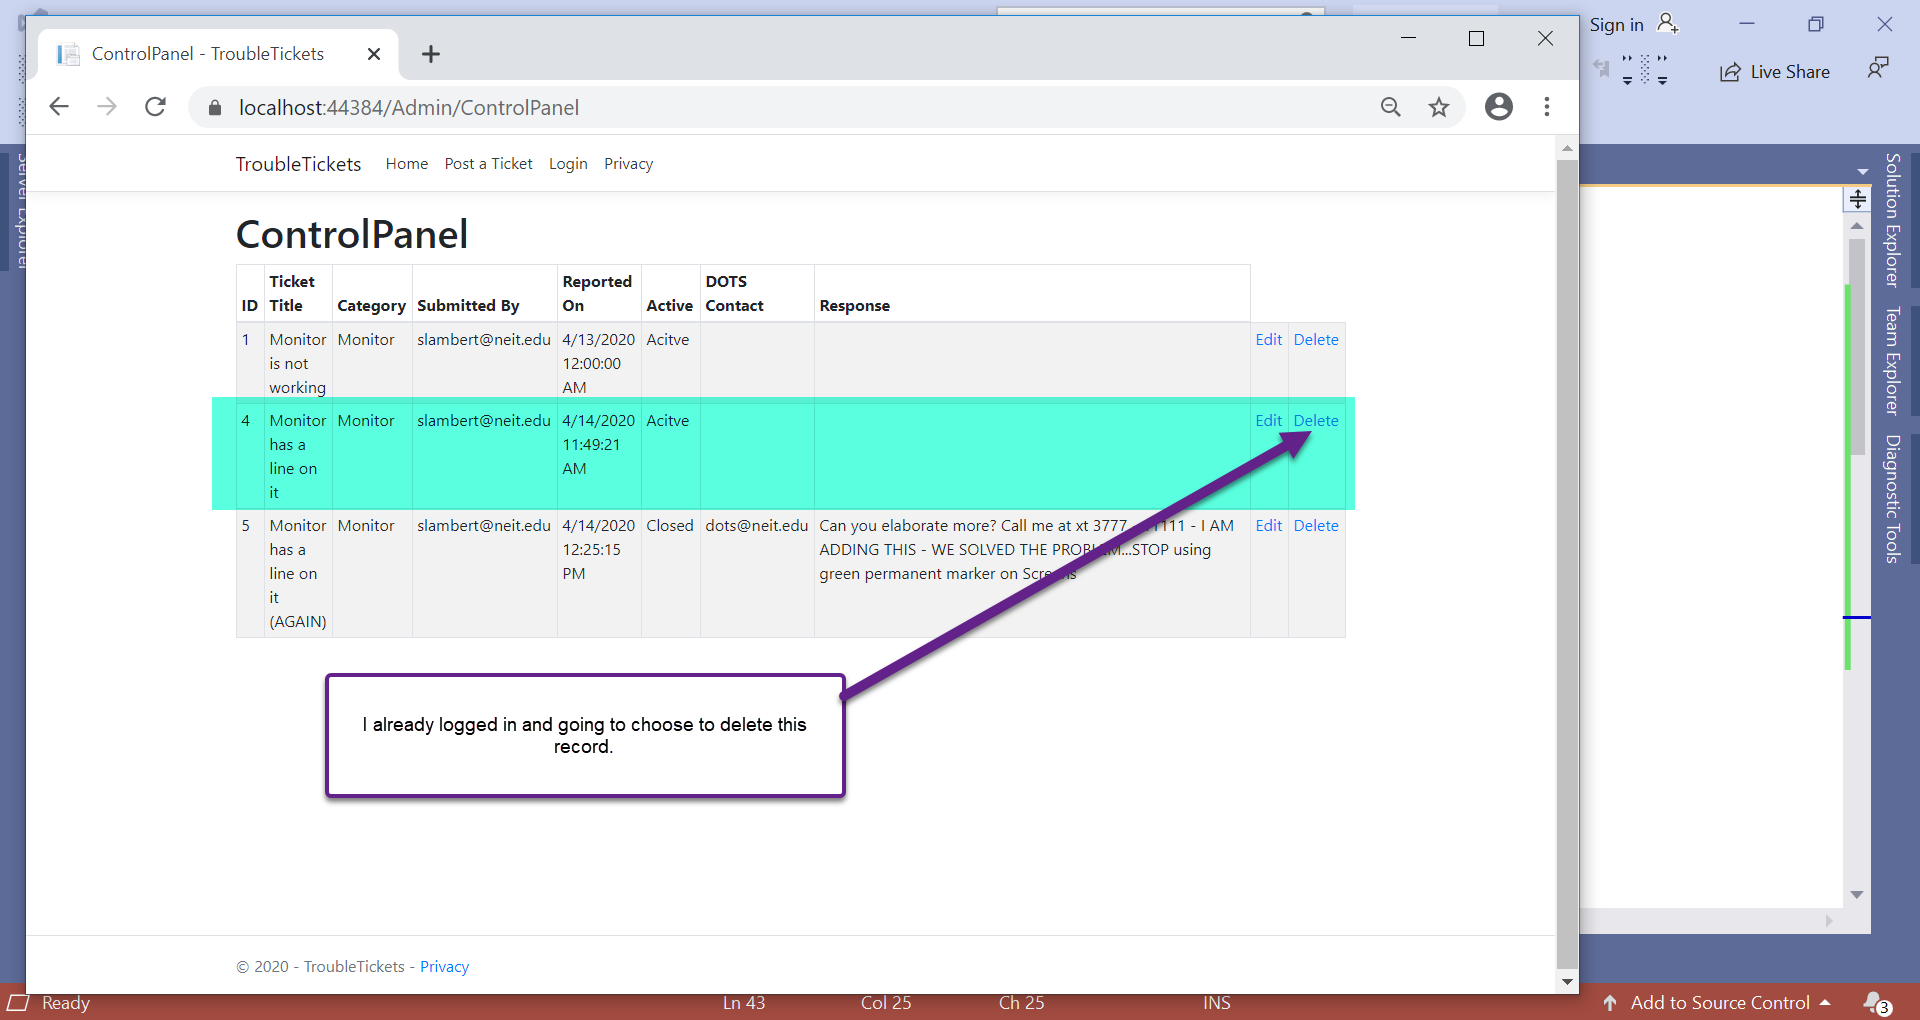 Sign in
ControlPanel - TroubleTickets
Live Share
localhost:44384/Admin/ControlPanel
TroubleTickets Home Post a Ticket Login Privacy
Server Explorer
Solution Explorer
Team Explorer
Diagnostic Tools
ControlPanel
ID Ticket Title Category Submitted By Reported On Active DOTS Contact Response
1 Monitor is not working Monitor slambert@neit.edu 4/13/2020 12:00:00 AM Acitve Edit Delete
4 Monitor has a line on it Monitor slambert@neit.edu 4/14/2020 11:49:21 AM Acitve Edit Delete
5 Monitor has a line on it (AGAIN) Monitor slambert@neit.edu 4/14/2020 12:25:15 PM Closed dots@neit.edu Can you elaborate more? Call me at xt 3777 1111 - I AM
ADDING THIS - WE SOLVED THE PROBLEM...STOP using
green permanent marker on Screens Edit Delete
I already logged in and going to choose to delete this
record.
© 2020 - TroubleTickets - Privacy
Ready Ln 43 Col 25 Ch 25 INS Add to Source Control 3